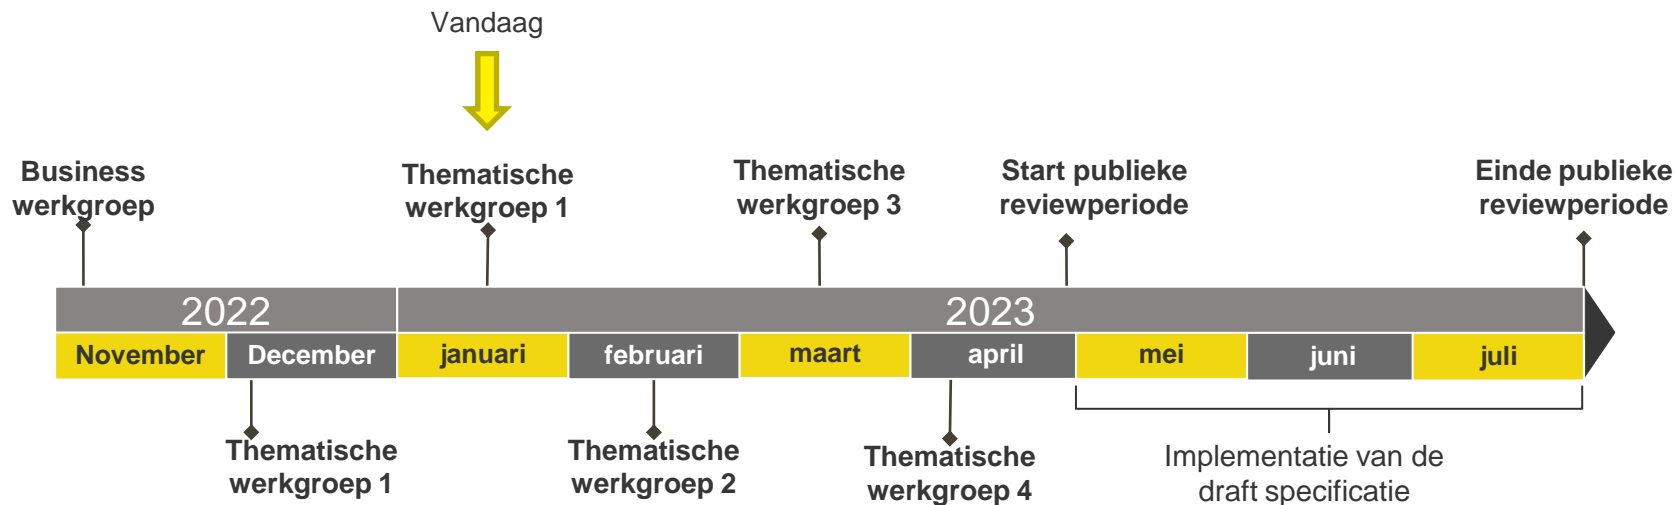 Vandaag
Business
werkgroep
Thematische
werkgroep 1
Thematische
werkgroep 3
Start publieke
reviewperiode
Einde publieke
reviewperiode
2022
2023
November
December
januari
februari
maart
april
mei
juni
juli
Thematische
werkgroep 1
Thematische
werkgroep 2
Thematische
werkgroep 4
Implementatie van de
draft specificatie